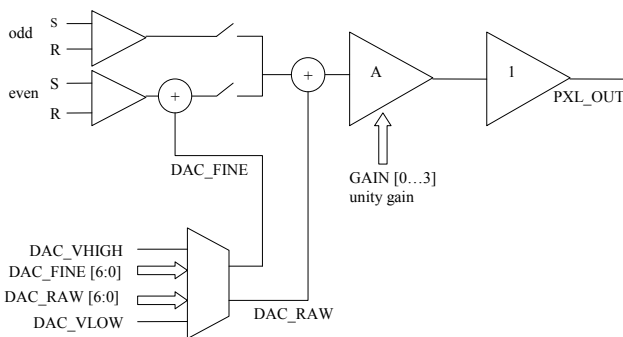 odd
S
R
even
S
R
+
+
A
1
PXL_OUT
DAC_FINE
GAIN [0…3]
unity gain
DAC_VHIGH
DAC_FINE [6:0]
DAC_RAW [6:0]
DAC_VLOW
DAC_RAW